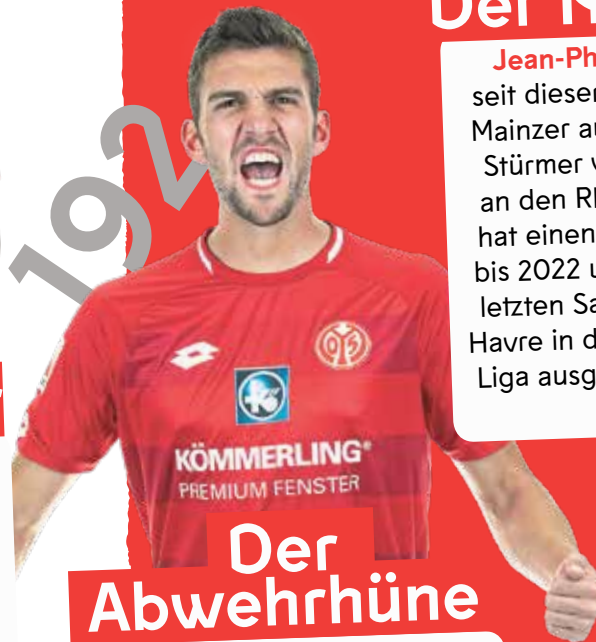 Der
Jean-Ph
seit dieser
Mainzer au
Stürmer
an den
hat einen
bis 2022 u
letzten Sa
Havre in d
Liga ausg
192
KÖMMERLING®
PREMIUM FENSTER
Der
Abwehrhüne